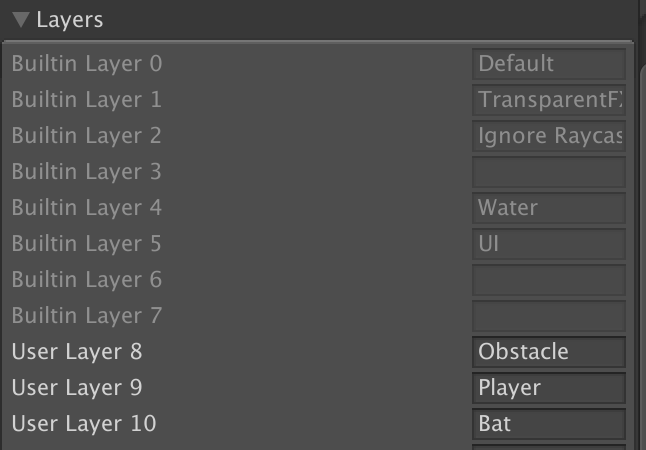 Layers
Builtin Layer 0 Default
Builtin Layer 1 TransparentF
Builtin Layer 2 Ignore Raycas
Builtin Layer 3
Builtin Layer 4 Water
Builtin Layer 5 UI
Builtin Layer 6
Builtin Layer 7
User Layer 8 Obstacle
User Layer 9 Player
User Layer 10 Bat